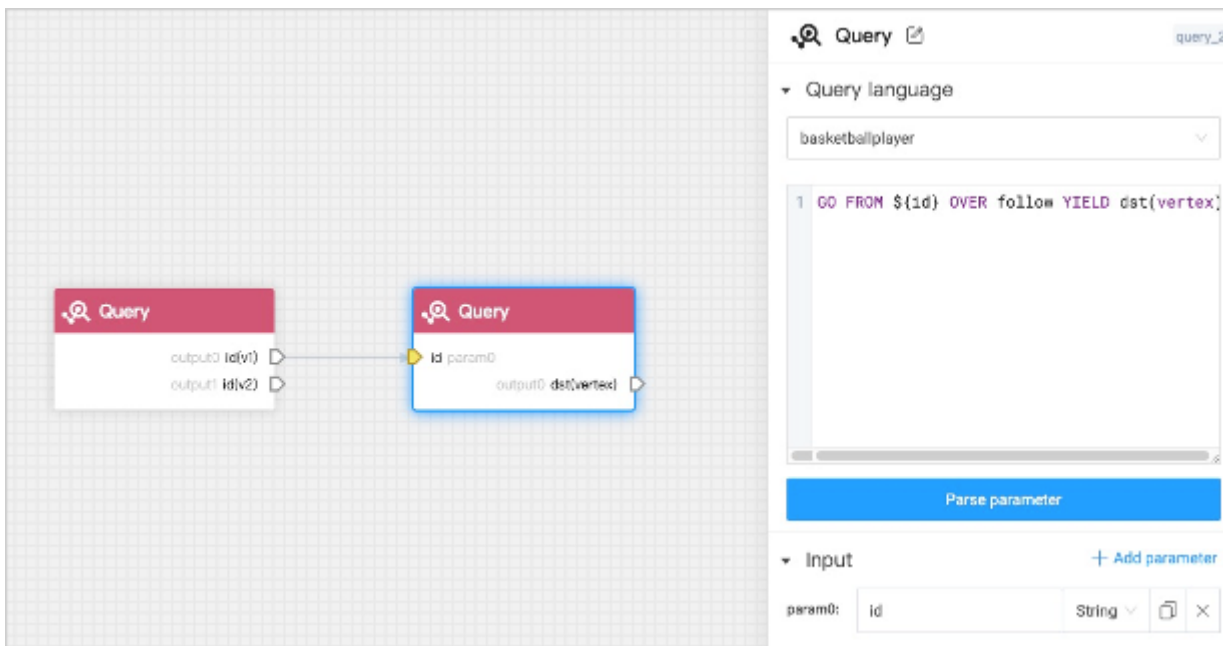 Query
output0 id(v1)
output1 id(v2)
Query
id param0
output0 dst(vertex)
Query query_2
Query language
basketballplayer
1 GO FROM ${id} OVER follow YIELD dst(vertex)
Parse parameter
Input + Add parameter
param0: id String